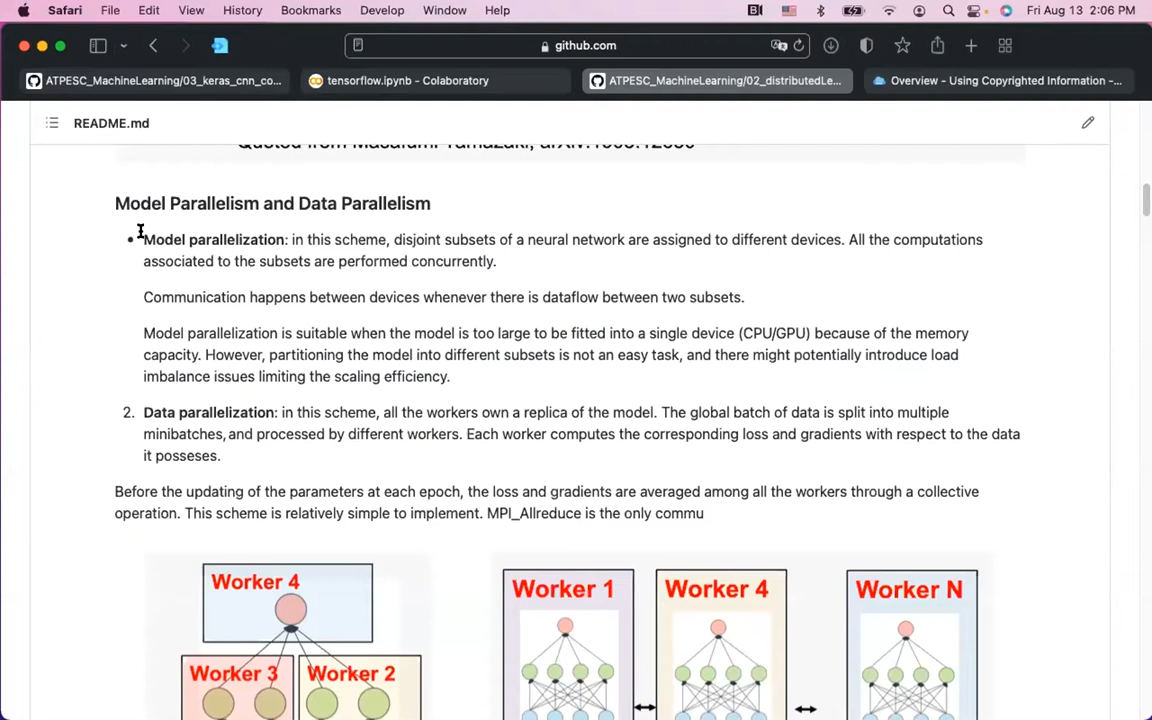 Safari File Edit View History Bookmarks Develop Window Help Fri Aug 13 2:06 PM
github.com
ATPESC_MachineLearning/03_keras_cnn_co... tensorflow.ipynb - Colaboratory ATPESC_MachineLearning/02_distributedLe... Overview - Using Copyrighted Information -...
README.md
Model Parallelism and Data Parallelism
• Model parallelization: in this scheme, disjoint subsets of a neural network are assigned to different devices. All the computations
associated to the subsets are performed concurrently.
Communication happens between devices whenever there is dataflow between two subsets.
Model parallelization is suitable when the model is too large to be fitted into a single device (CPU/GPU) because of the memory
capacity. However, partitioning the model into different subsets is not an easy task, and there might potentially introduce load
imbalance issues limiting the scaling efficiency.
2. Data parallelization: in this scheme, all the workers own a replica of the model. The global batch of data is split into multiple
minibatches, and processed by different workers. Each worker computes the corresponding loss and gradients with respect to the data
it posseses.
Before the updating of the parameters at each epoch, the loss and gradients are averaged among all the workers through a collective
operation. This scheme is relatively simple to implement. MPI_Allreduce is the only commu
Worker 4
Worker 3 Worker 2
Worker 1 Worker 4 Worker N